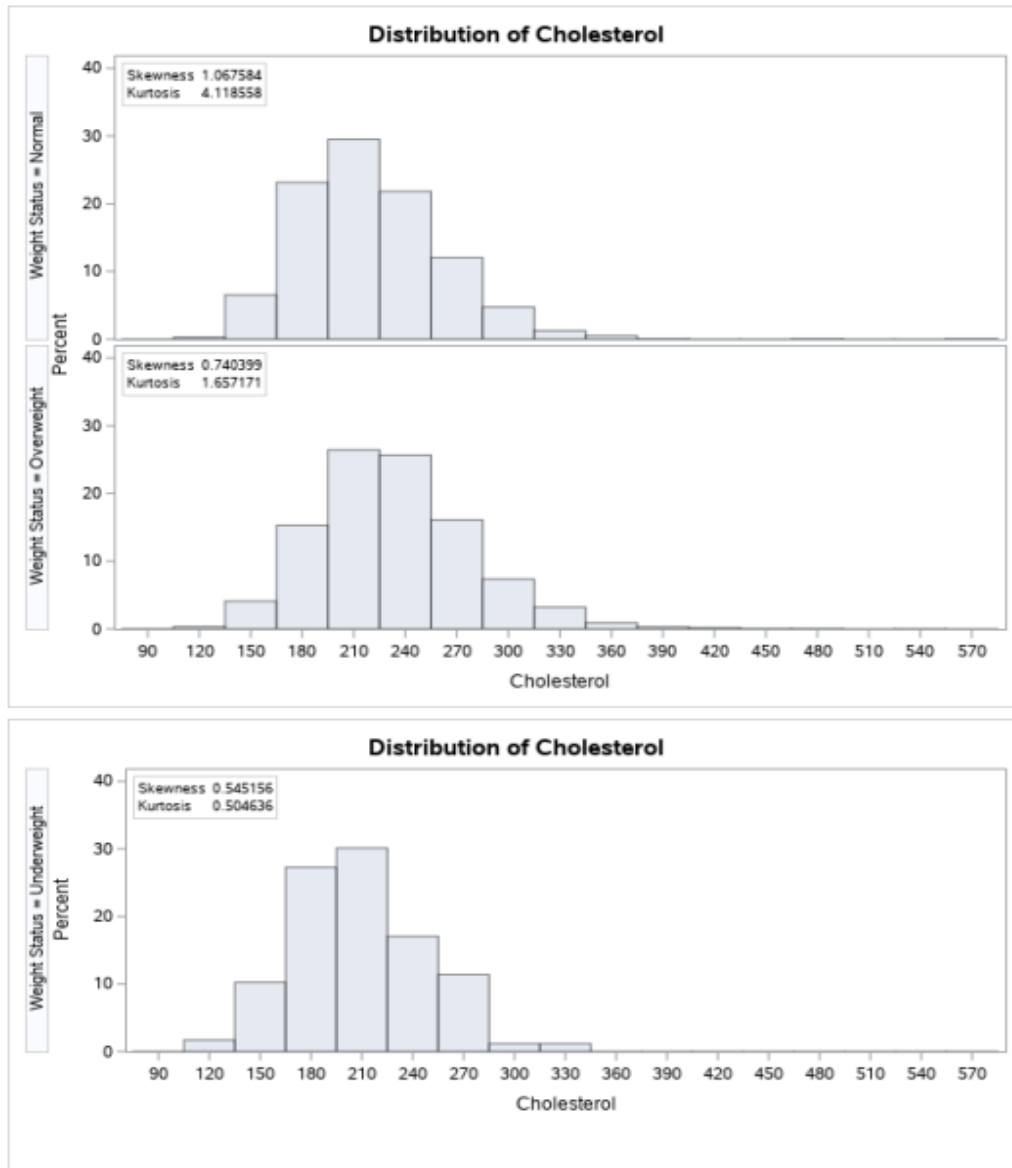 Distribution of Cholesterol
Weight Status = Normal
Skewness 1.067584
Kurtosis 4.118558
40
30
20
10
0
Percent
Weight Status = Overweight
Skewness 0.740399
Kurtosis 1.657171
40
30
20
10
0
90 120 150 180 210 240 270 300 330 360 390 420 450 480 510 540 570
Cholesterol
Distribution of Cholesterol
Weight Status = Underweight
Percent
Skewness 0.545156
Kurtosis 0.504636
40
30
20
10
0
90 120 150 180 210 240 270 300 330 360 390 420 450 480 510 540 570
Cholesterol